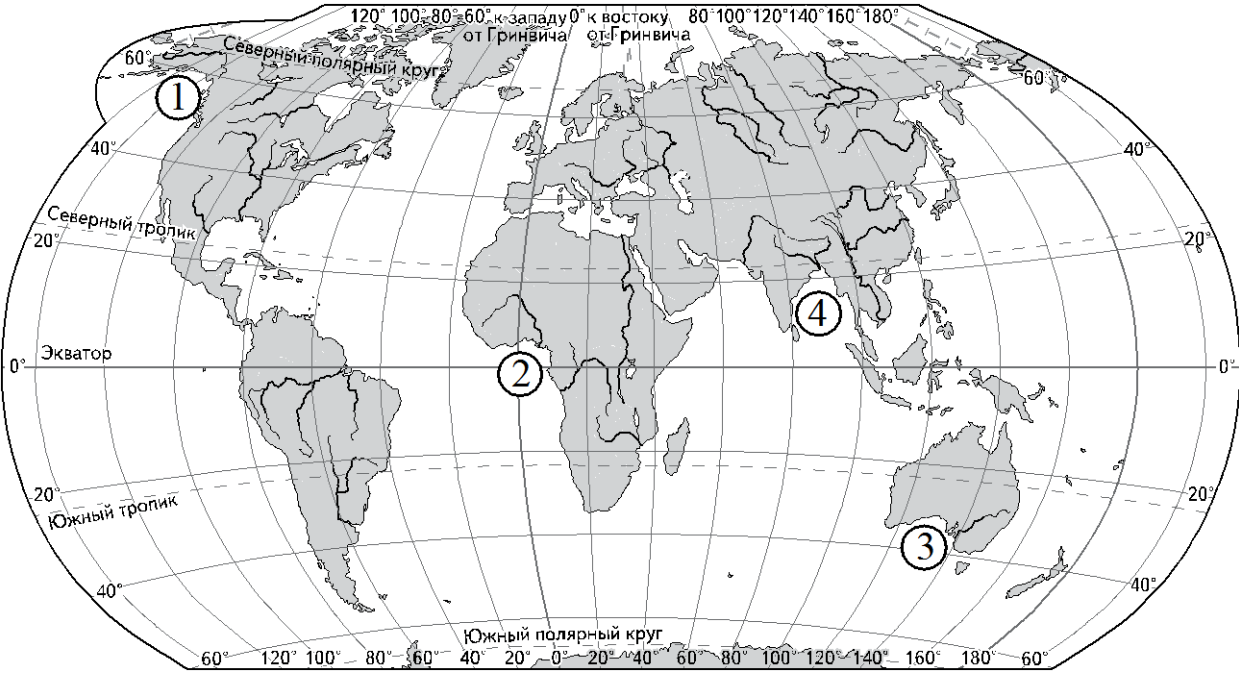 120° 100° 80° 60° к западу 0° к востоку 80° 100° 120° 140° 160° 180°
от Гринвича от Гринвича
Северный полярный круг
60° 60°
1
40° 40°
Северный тропик
20° 20°
4
Экватор
0° 0°
2
20° 20°
Южный тропик
3
40° 40°
Южный полярный круг
60° 120° 100° 80° 60° 40° 20° 0° 20° 40° 60° 80° 100° 120° 140° 160° 180° 60°